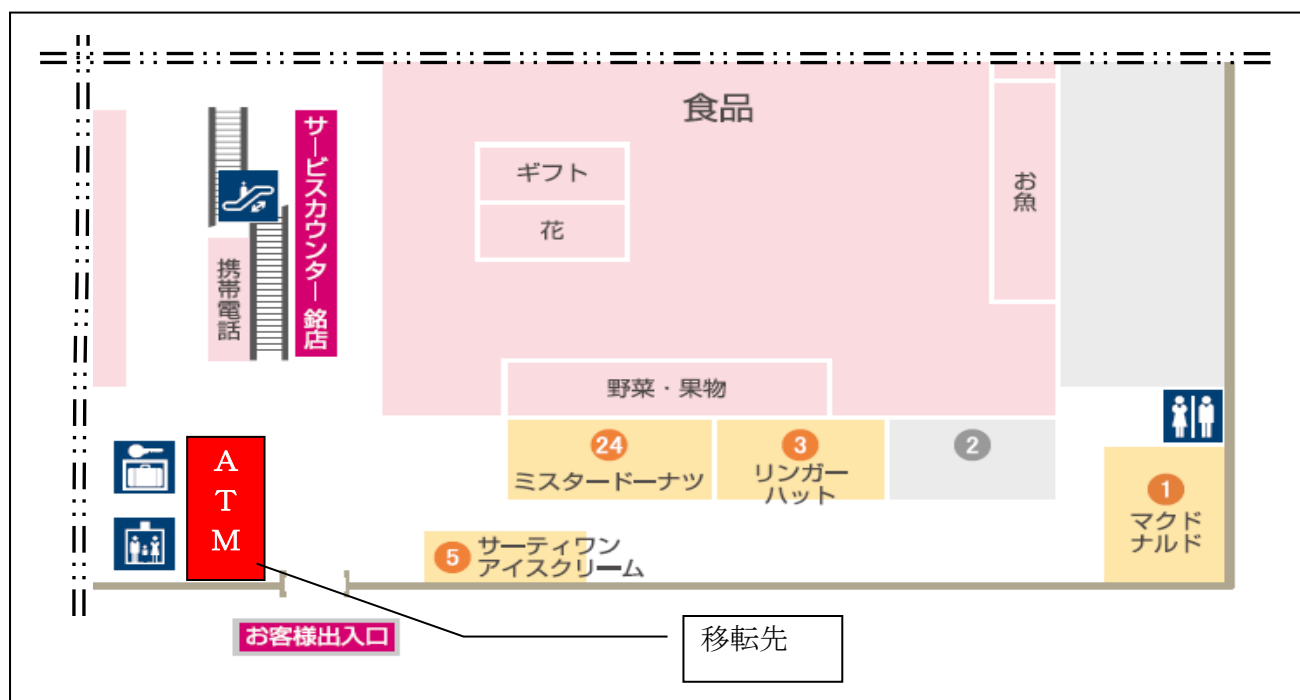 食品
ギフト
花
お魚
サービスカウンター 銘店
携帯電話
野菜・果物
24
ミスタードーナツ
3
リンガー
ハット
2
1
マクド
ナルド
5
サーティワン
アイスクリーム
ATM
お客様出入口
移転先